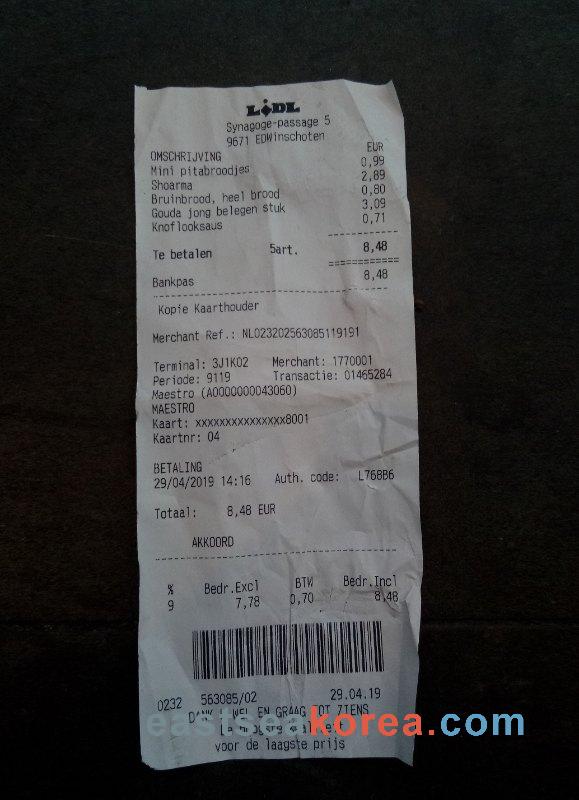 LIDL
Synagoge-passage 5
9671 EDWinschoten
OMSCHRIJVING EUR
Mini pitabroodjes 0,99
Shoarma 2,89
Bruinbrood, heel brood 0,80
Gouda jong belegen stuk 3,09
Knoflooksaus 0,71
Te betalen 5art. 8,48
Bankpas 8,48
Kopie Kaarthouder
Merchant Ref.: NL023202563085119191
Terminal: 3J1K02 Merchant: 1770001
Periode: 9119 Transactie: 01465284
Maestro (A0000000043060)
MAESTRO
Kaart: xxxxxxxxxxxxxxx8001
Kaartnr: 04
BETALING
29/04/2019 14:16 Auth. code: L768B6
Totaal: 8,48 EUR
AKKOORD
% Bedr.Excl BTW Bedr.Incl
9 7,78 0,70 8,48
0232 563085/02 29.04.19
DANK U WEL EN GRAAG TOT ZIENS
eastseakorea.com
voor de laagste prijs